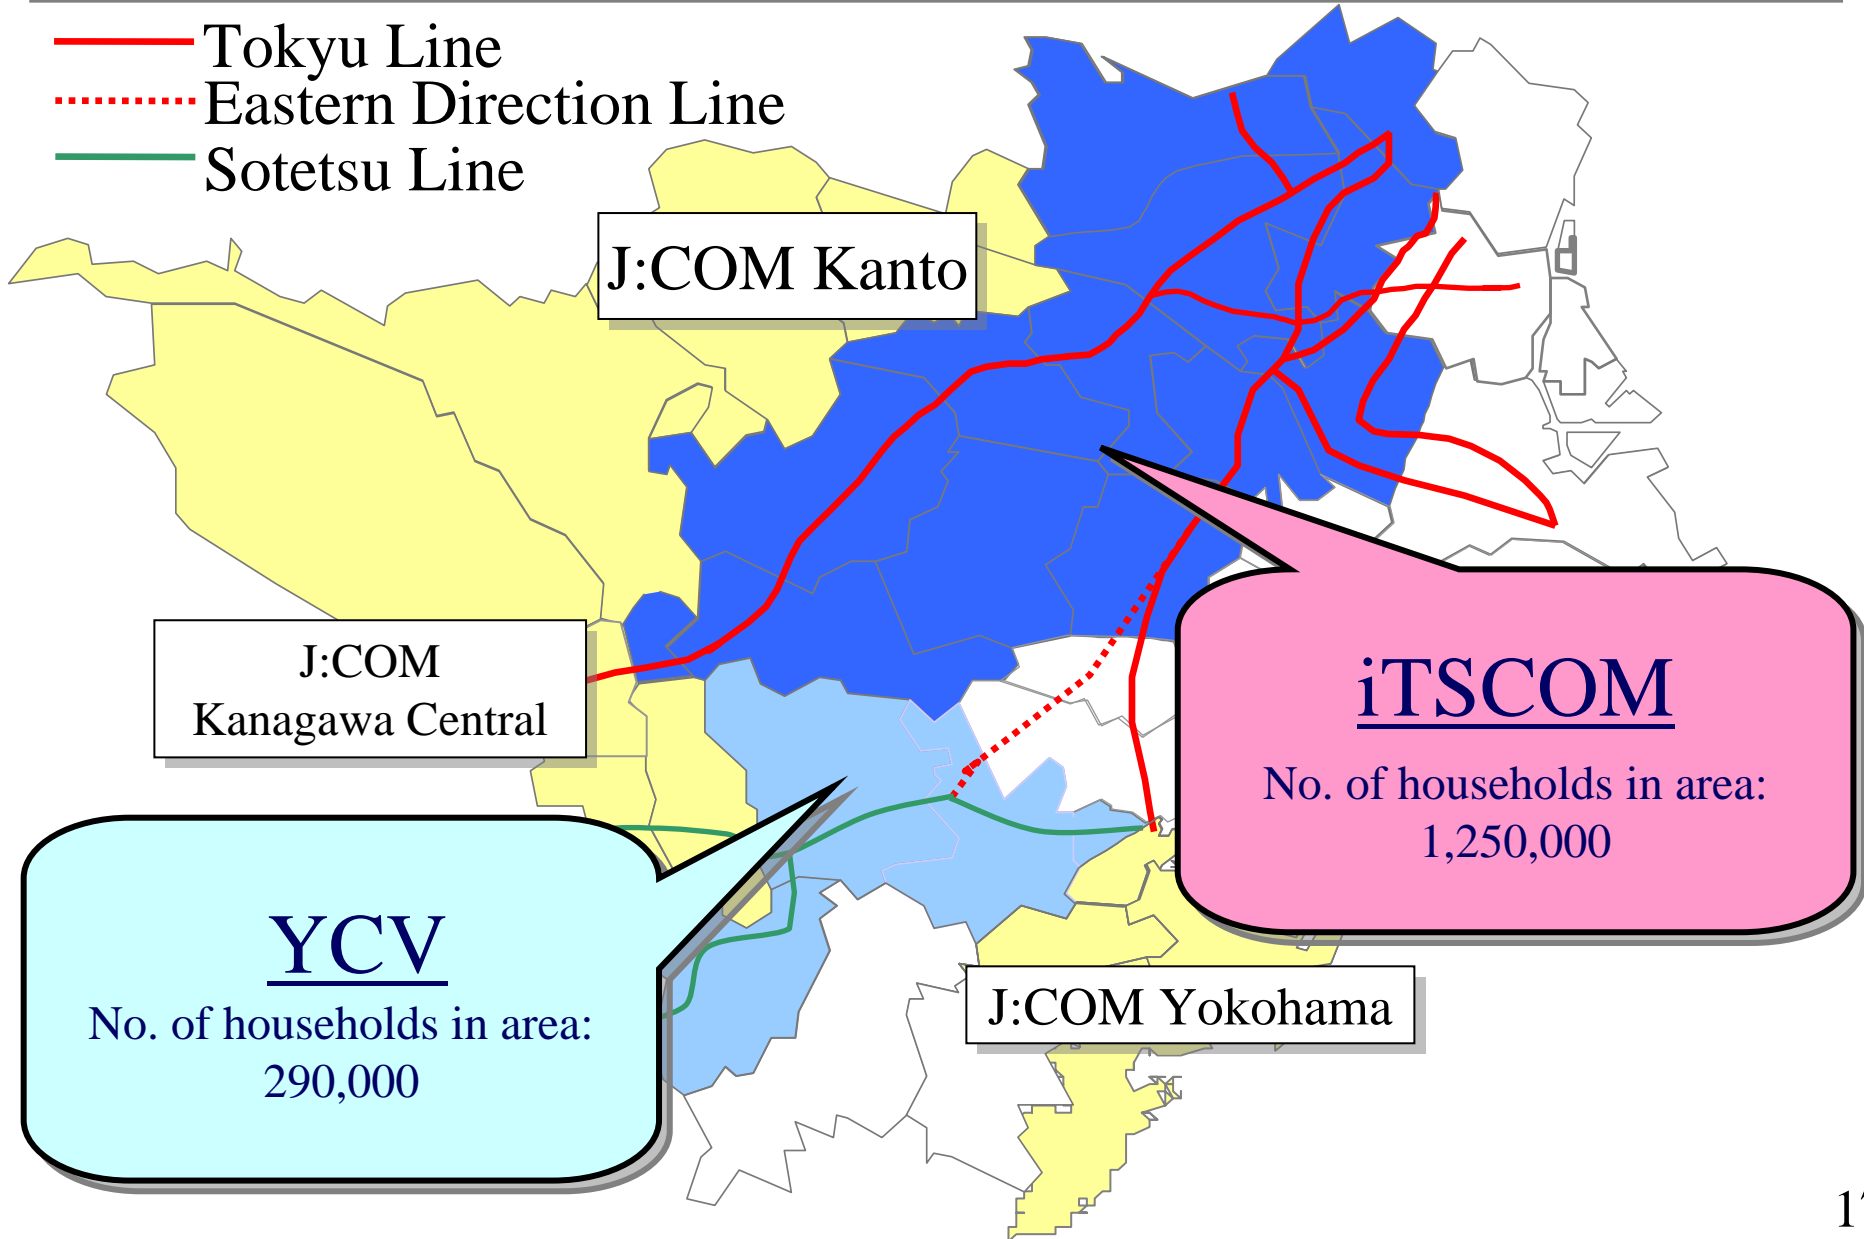 Tokyu Line
Eastern Direction Line
Sotetsu Line
J:COM Kanto
J:COM
Kanagawa Central
iTSCOM
No. of households in area:
1,250,000
YCV
No. of households in area:
290,000
J:COM Yokohama